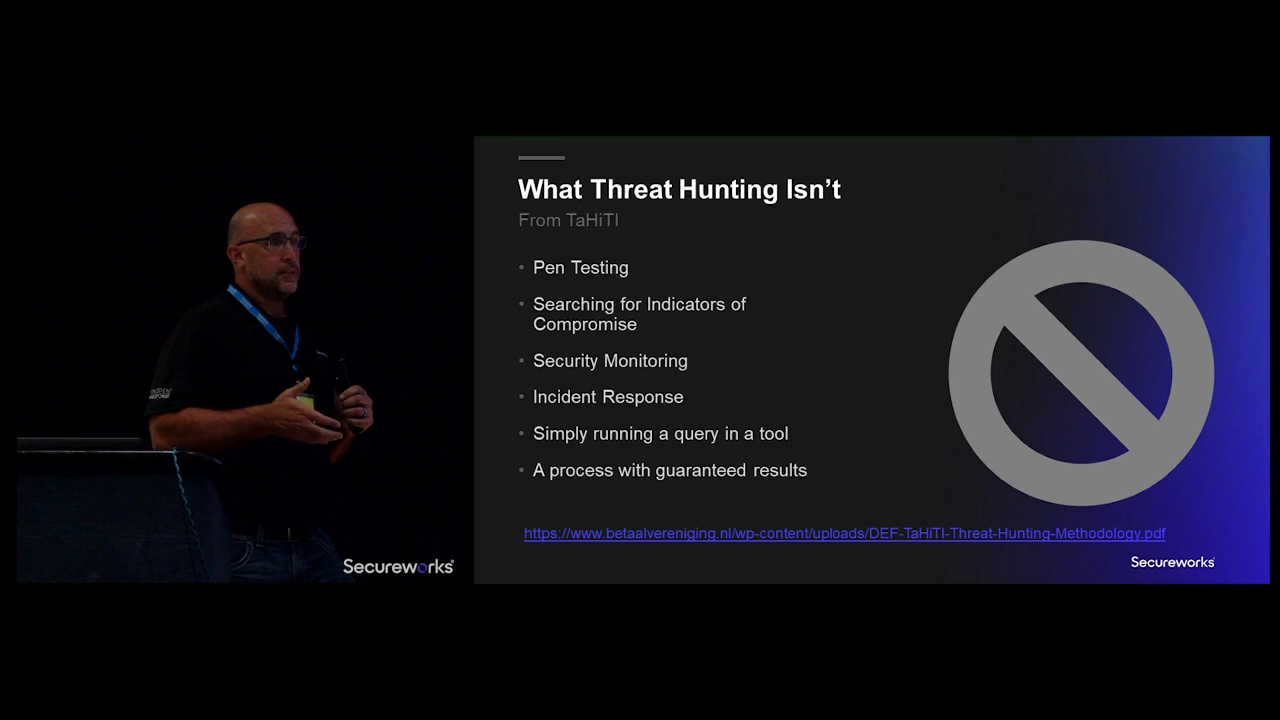 What Threat Hunting Isn’t
From TaHiTI
• Pen Testing
• Searching for Indicators of
Compromise
• Security Monitoring
• Incident Response
• Simply running a query in a tool
• A process with guaranteed results
https://www.betaalvereniging.nl/wp-content/uploads/DEF-TaHiTI-Threat-Hunting-Methodology.pdf
Secureworks
Secureworks